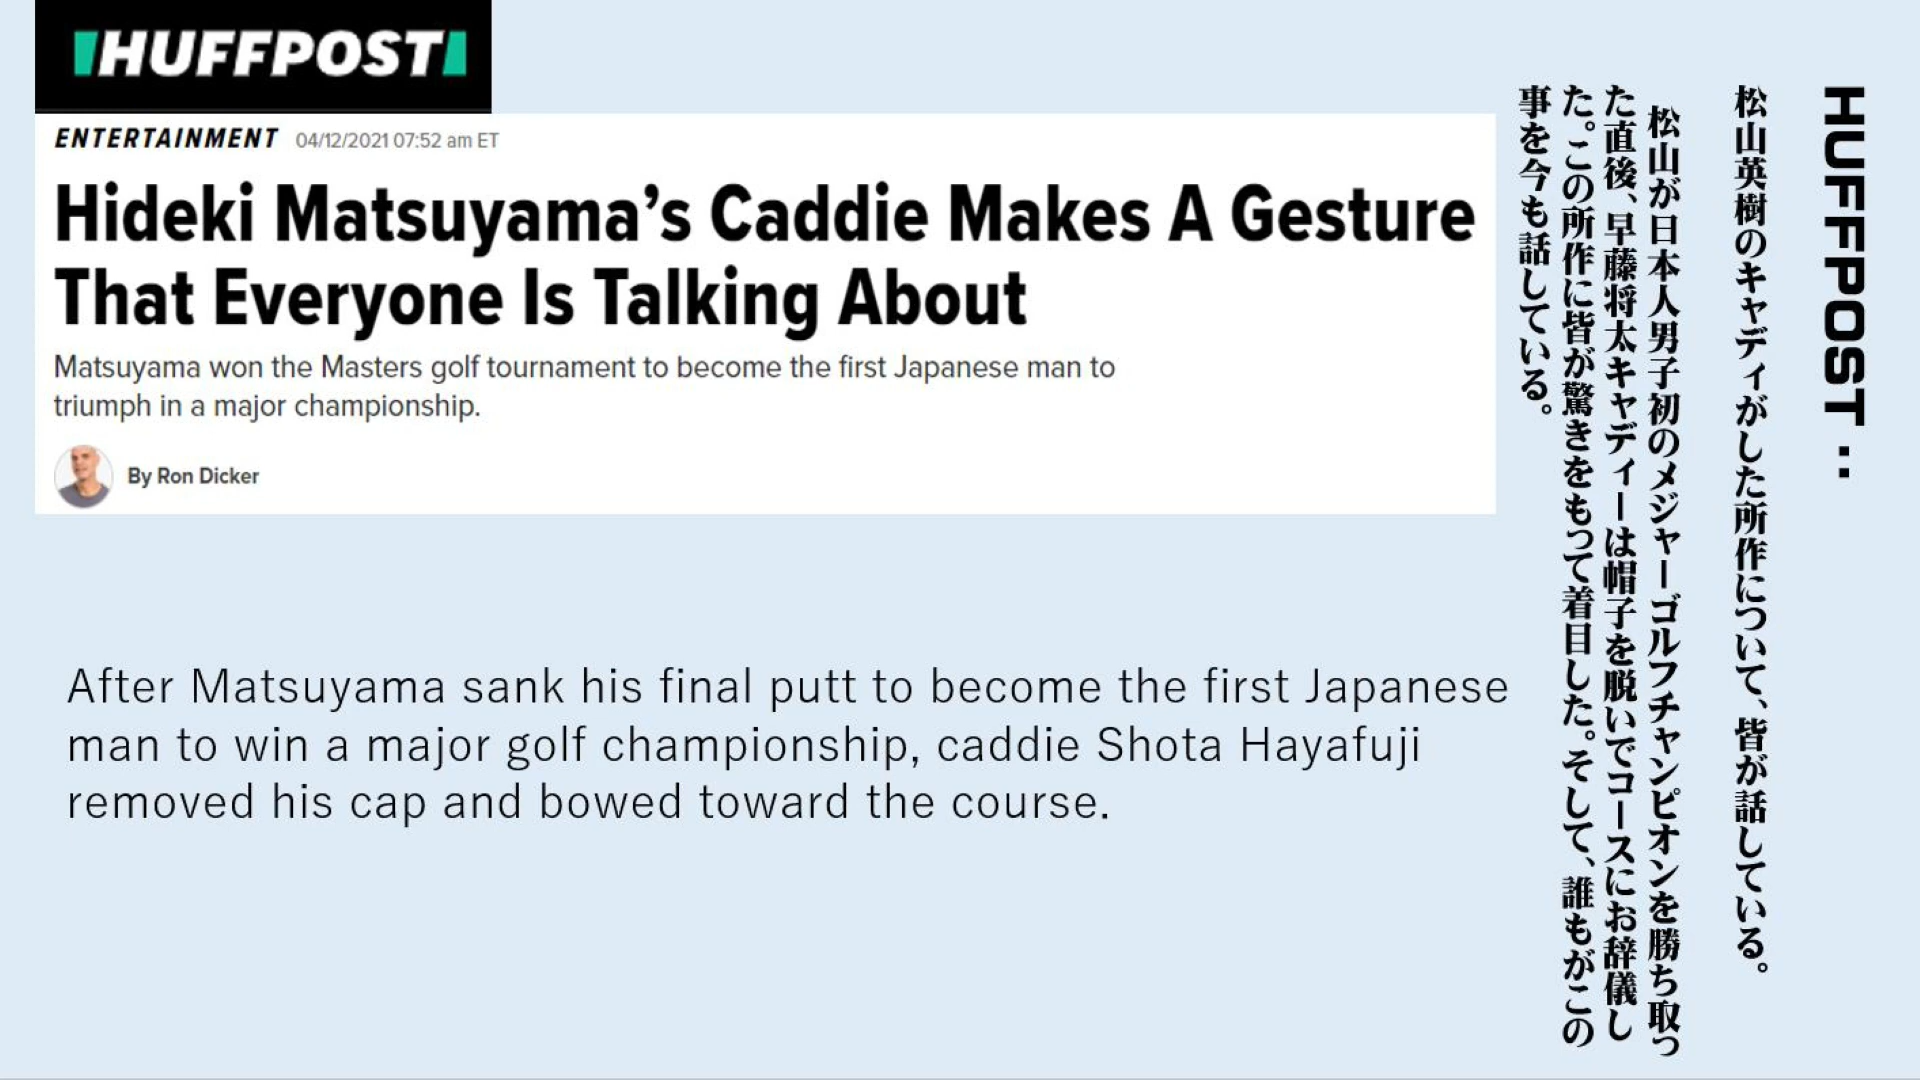 HUFFPOST
ENTERTAINMENT 04/12/2021 07:52 am ET
Hideki Matsuyama's Caddie Makes A Gesture
That Everyone Is Talking About
Matsuyama won the Masters golf tournament to become the first Japanese man to
triumph in a major championship.
By Ron Dicker
After Matsuyama sank his final putt to become the first Japanese
man to win a major golf championship, caddie Shota Hayafuji
removed his cap and bowed toward the course.
HUFFPOST：
松山英樹のキャディがした所作について、皆が話している。
松山が日本人男子初のメジャーゴルフチャンピオンを勝ち取っ
た直後、早藤将太キャディーは帽子を脱いでコースにお辞儀し
た。この所作に皆が驚きをもって着目した。そして、誰もがこの
事を今も話している。